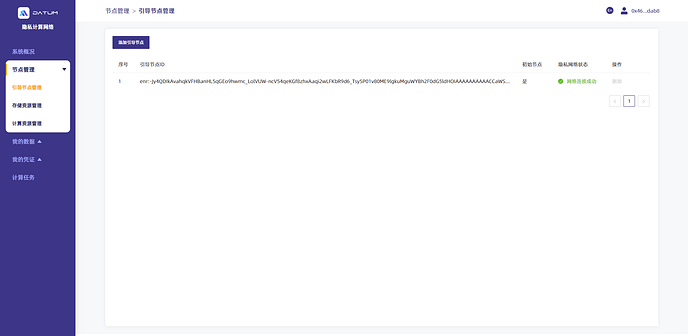 DATUM
隐私计算网络
系统概况
节点管理
引导节点管理
存储资源管理
计算资源管理
我的数据
我的凭证
计算任务
节点管理 > 引导节点管理
0x46...dab6
添加引导节点
序号 引导节点ID 初始节点 隐私网络状态 操作
1 是 网络连接成功 删除
1